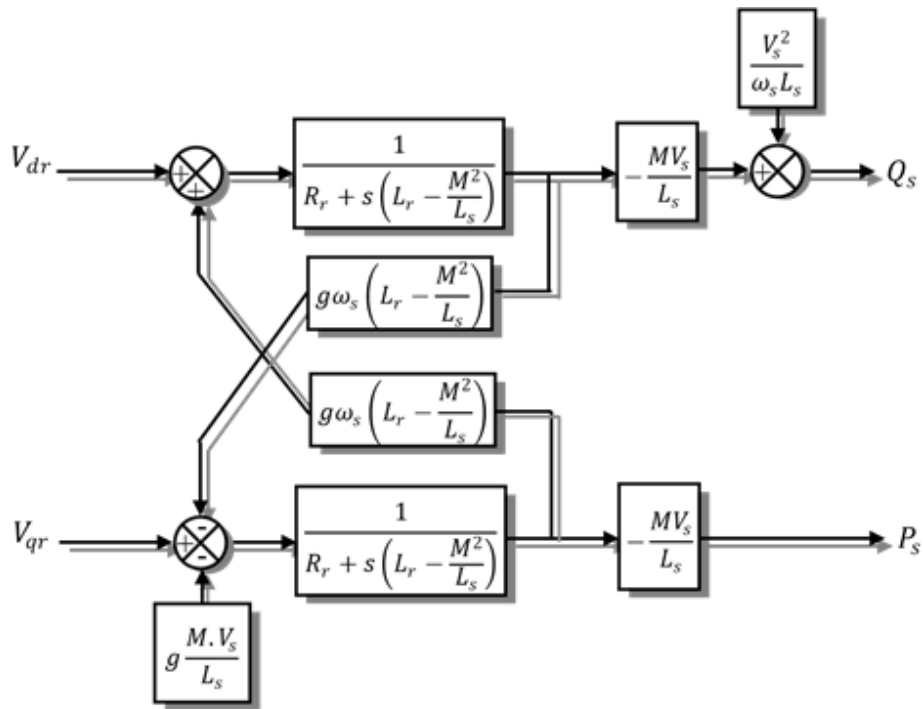 V_s^2 / ω_s L_s
V_dr
+
+
1 / (R_r + s (L_r − M^2 / L_s))
− MV_s / L_s
+
Q_s
gω_s (L_r − M^2 / L_s)
gω_s (L_r − M^2 / L_s)
V_qr
-
-
1 / (R_r + s (L_r − M^2 / L_s))
− MV_s / L_s
P_s
g M.V_s / L_s